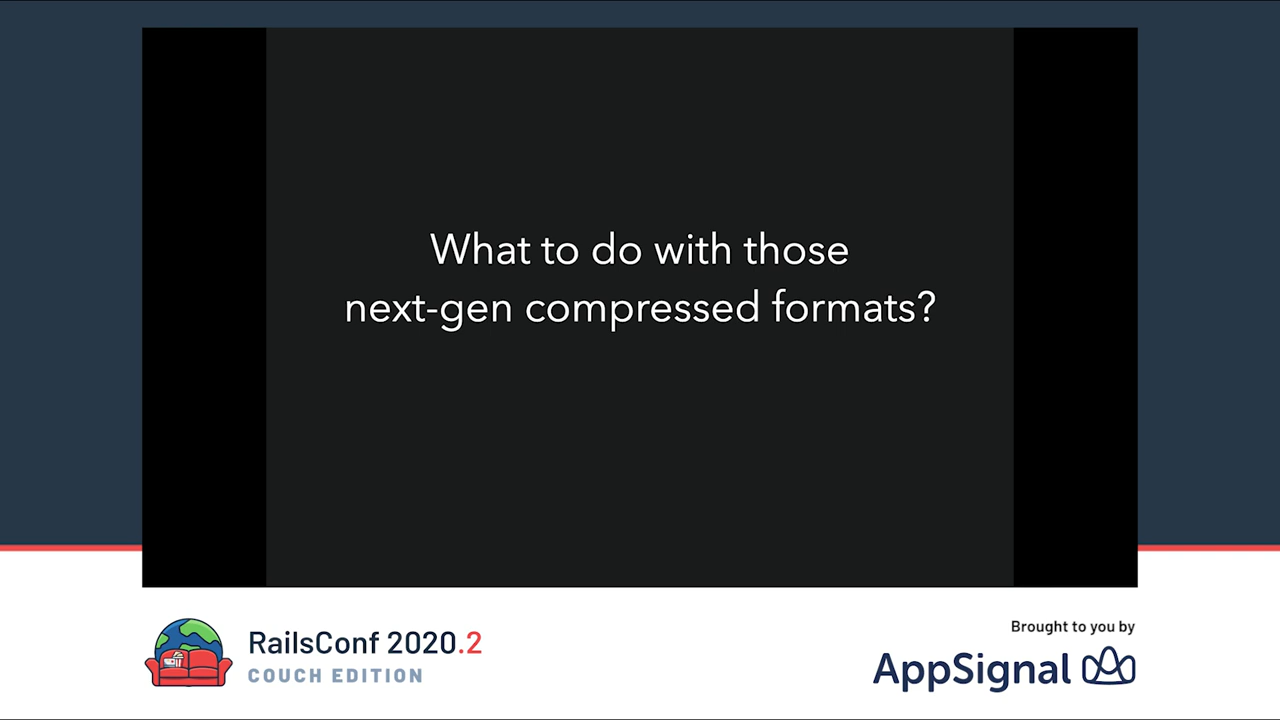 What to do with those
next-gen compressed formats?
RailsConf 2020.2
COUCH EDITION
Brought to you by
AppSignal